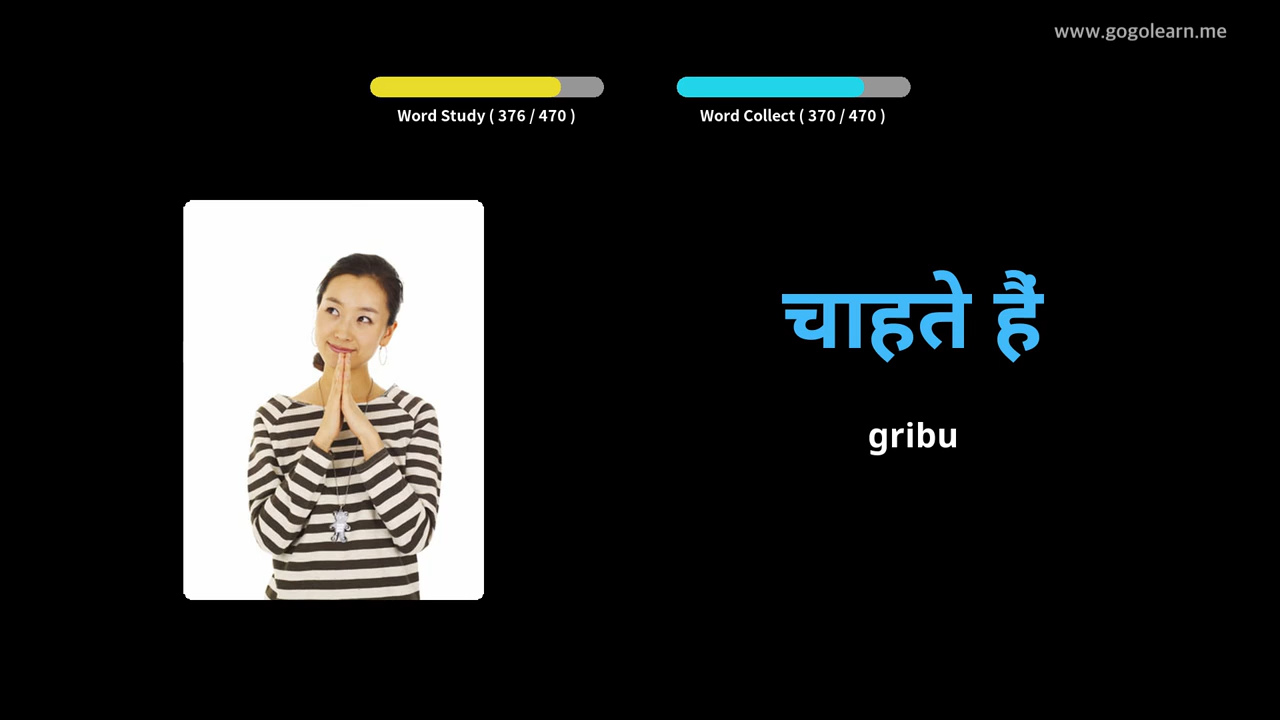 www.gogolearn.me
Word Study ( 376 / 470 )
Word Collect ( 370 / 470 )
चाहते हैं
gribu